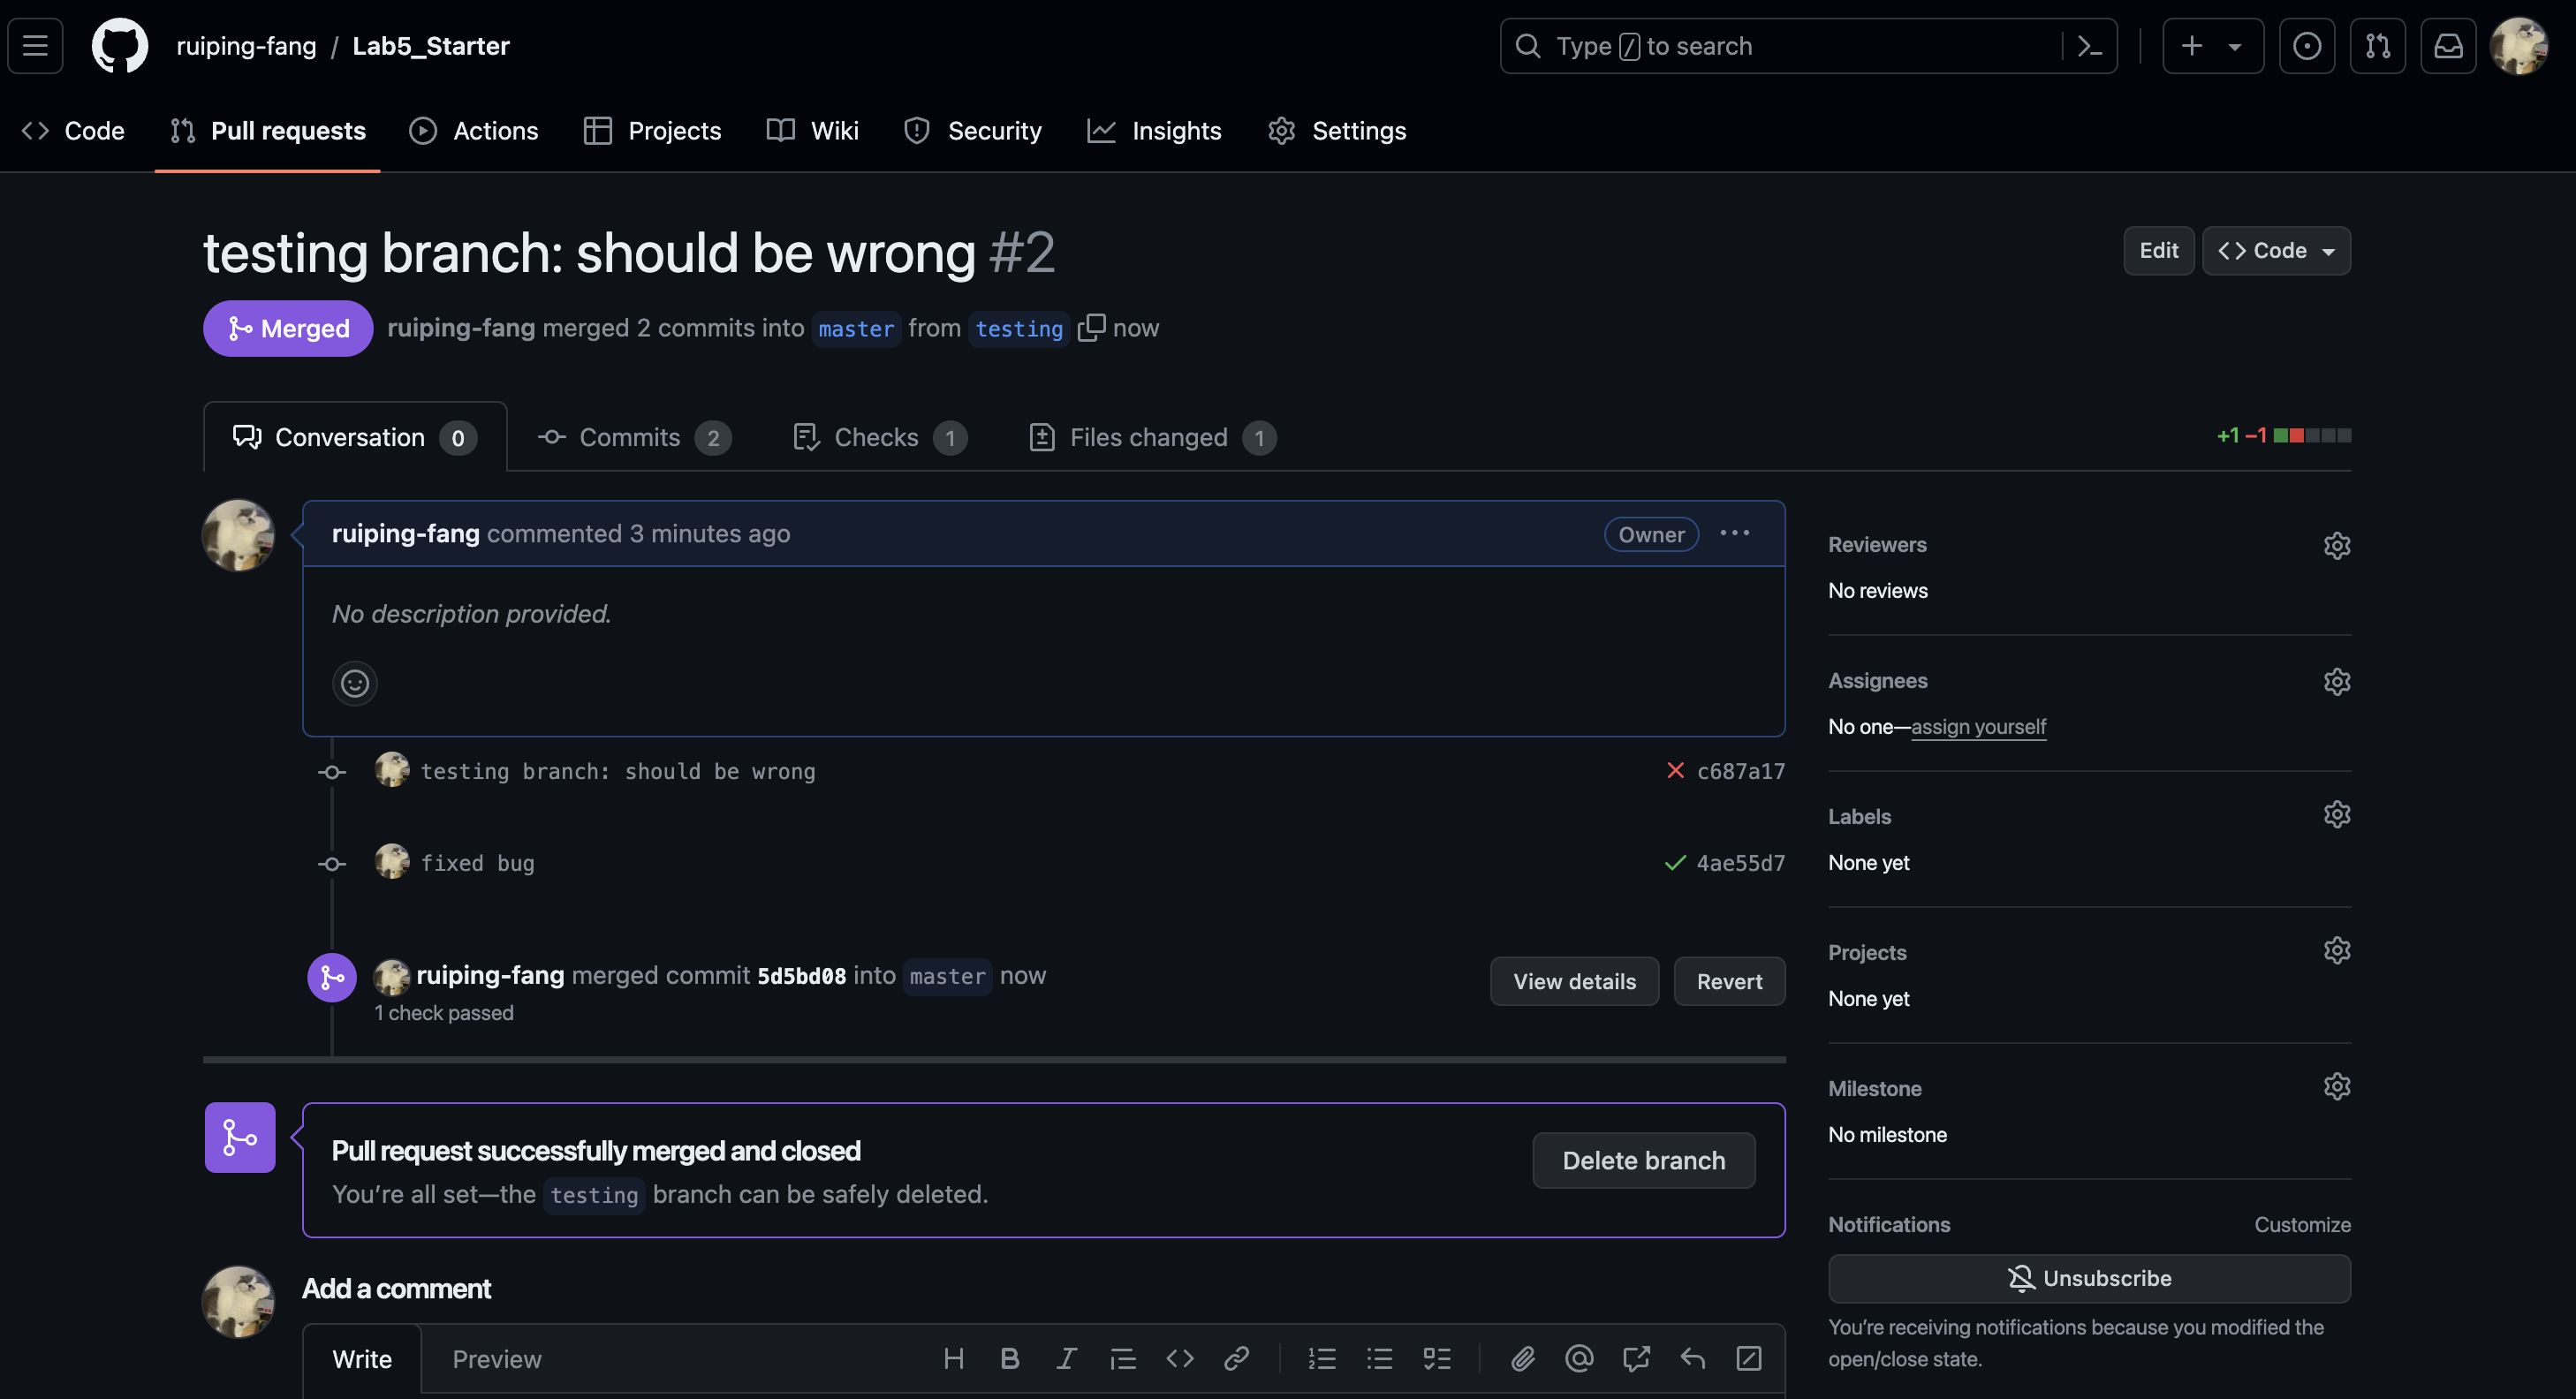 ruiping-fang / Lab5_Starter
Type / to search
Code Pull requests Actions Projects Wiki Security Insights Settings
testing branch: should be wrong #2
Edit <> Code
Merged ruiping-fang merged 2 commits into master from testing now
Conversation 0 Commits 2 Checks 1 Files changed 1
+1 −1
ruiping-fang commented 3 minutes ago
Owner
No description provided.
testing branch: should be wrong c687a17
fixed bug 4ae55d7
ruiping-fang merged commit 5d5bd08 into master now
1 check passed
View details Revert
Pull request successfully merged and closed
You’re all set—the testing branch can be safely deleted.
Delete branch
Add a comment
Write Preview
Reviewers
No reviews
Assignees
No one—assign yourself
Labels
None yet
Projects
None yet
Milestone
No milestone
Notifications Customize
Unsubscribe
You’re receiving notifications because you modified the
open/close state.